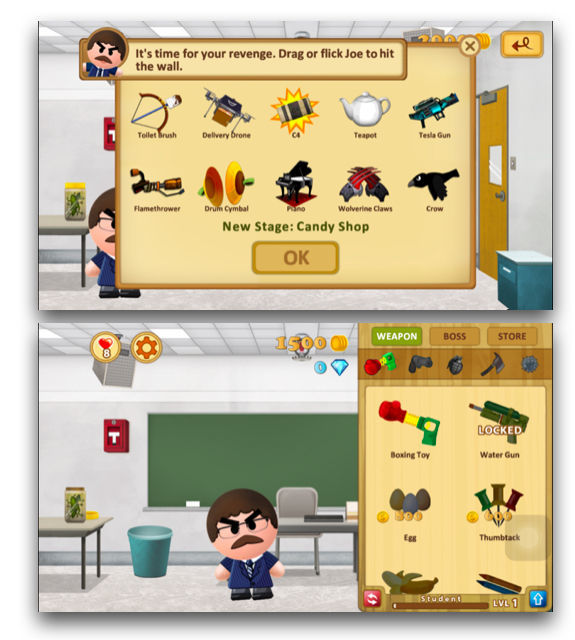 It's time for your revenge. Drag or flick Joe to hit
the wall.
Toilet Brush
Delivery Drone
C4
Teapot
Tesla Gun
Flamethrower
Drum Cymbal
Piano
Wolverine Claws
Crow
New Stage: Candy Shop
OK
T
8
1500
0
WEAPON
BOSS
STORE
LOCKED
Boxing Toy
Water Gun
500
Egg
Thumbtack
Student
LVL 1